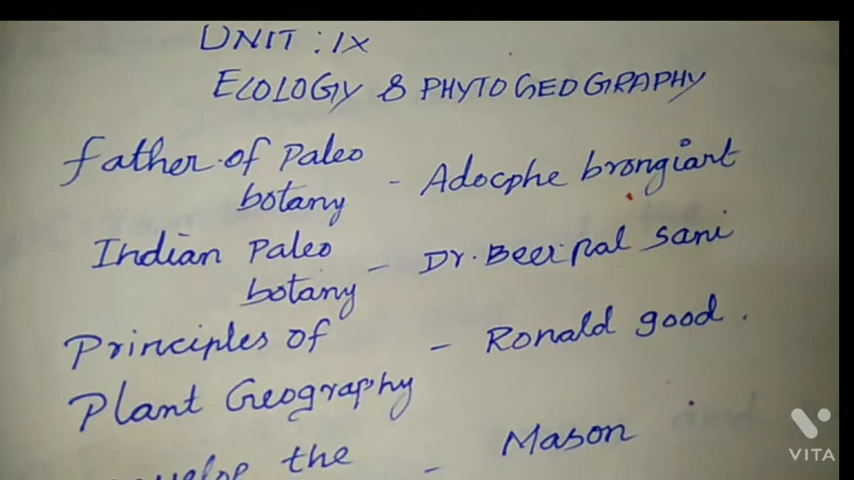 UNIT : IX
ECOLOGY & PHYTOGEOGRAPHY
Father of Paleo
botany - Adocphe brongiart
Indian Paleo
botany - Dr. Beerpal Sani
Principles of
Plant Geography - Ronald good.
the - Mason
VITA